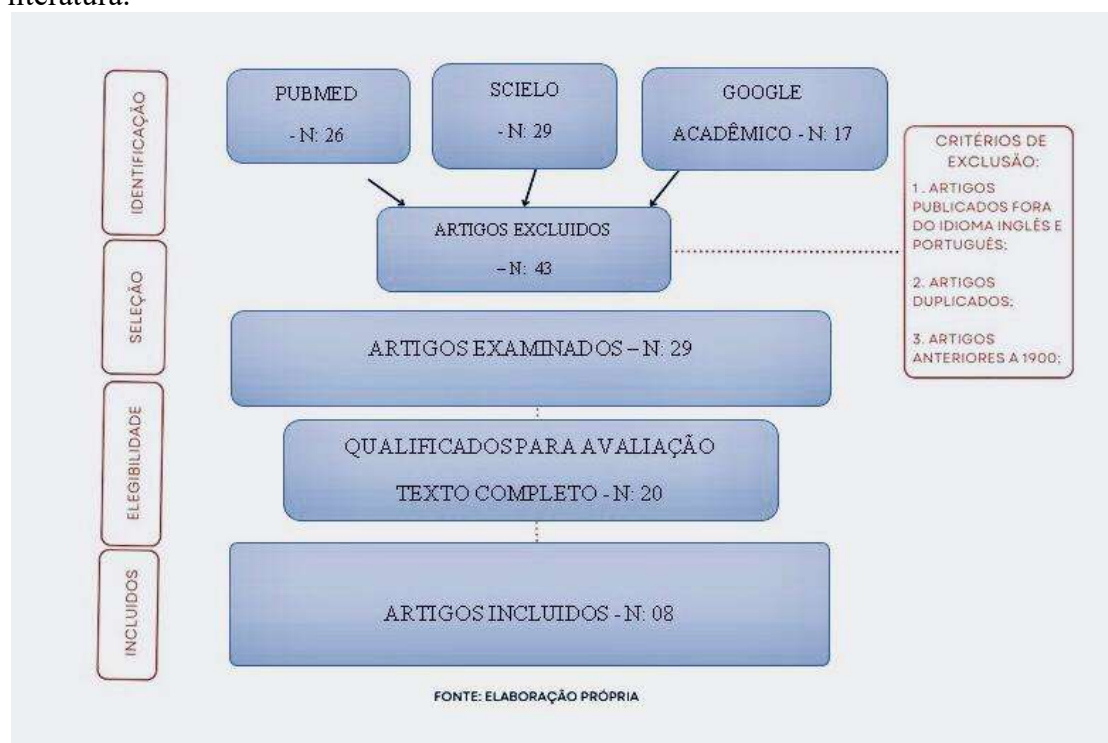 literatura.
IDENTIFICAÇÃO
PUBMED
- N: 26
SCIELO
- N: 29
GOOGLE
ACADÊMICO - N: 17
CRITÉRIOS DE
EXCLUSÃO:
1. ARTIGOS
PUBLICADOS FORA
DO IDIOMA INGLÊS E
PORTUGUÊS;
2. ARTIGOS
DUPLICADOS;
3. ARTIGOS
ANTERIORES A 1900;
ARTIGOS EXCLUIDOS
– N: 43
SELEÇÃO
ARTIGOS EXAMINADOS – N: 29
ELEGIBILIDADE
QUALIFICADOS PARA AVALIAÇÃO
TEXTO COMPLETO - N: 20
INCLUIDOS
ARTIGOS INCLUIDOS - N: 08
FONTE: ELABORAÇÃO PRÓPRIA